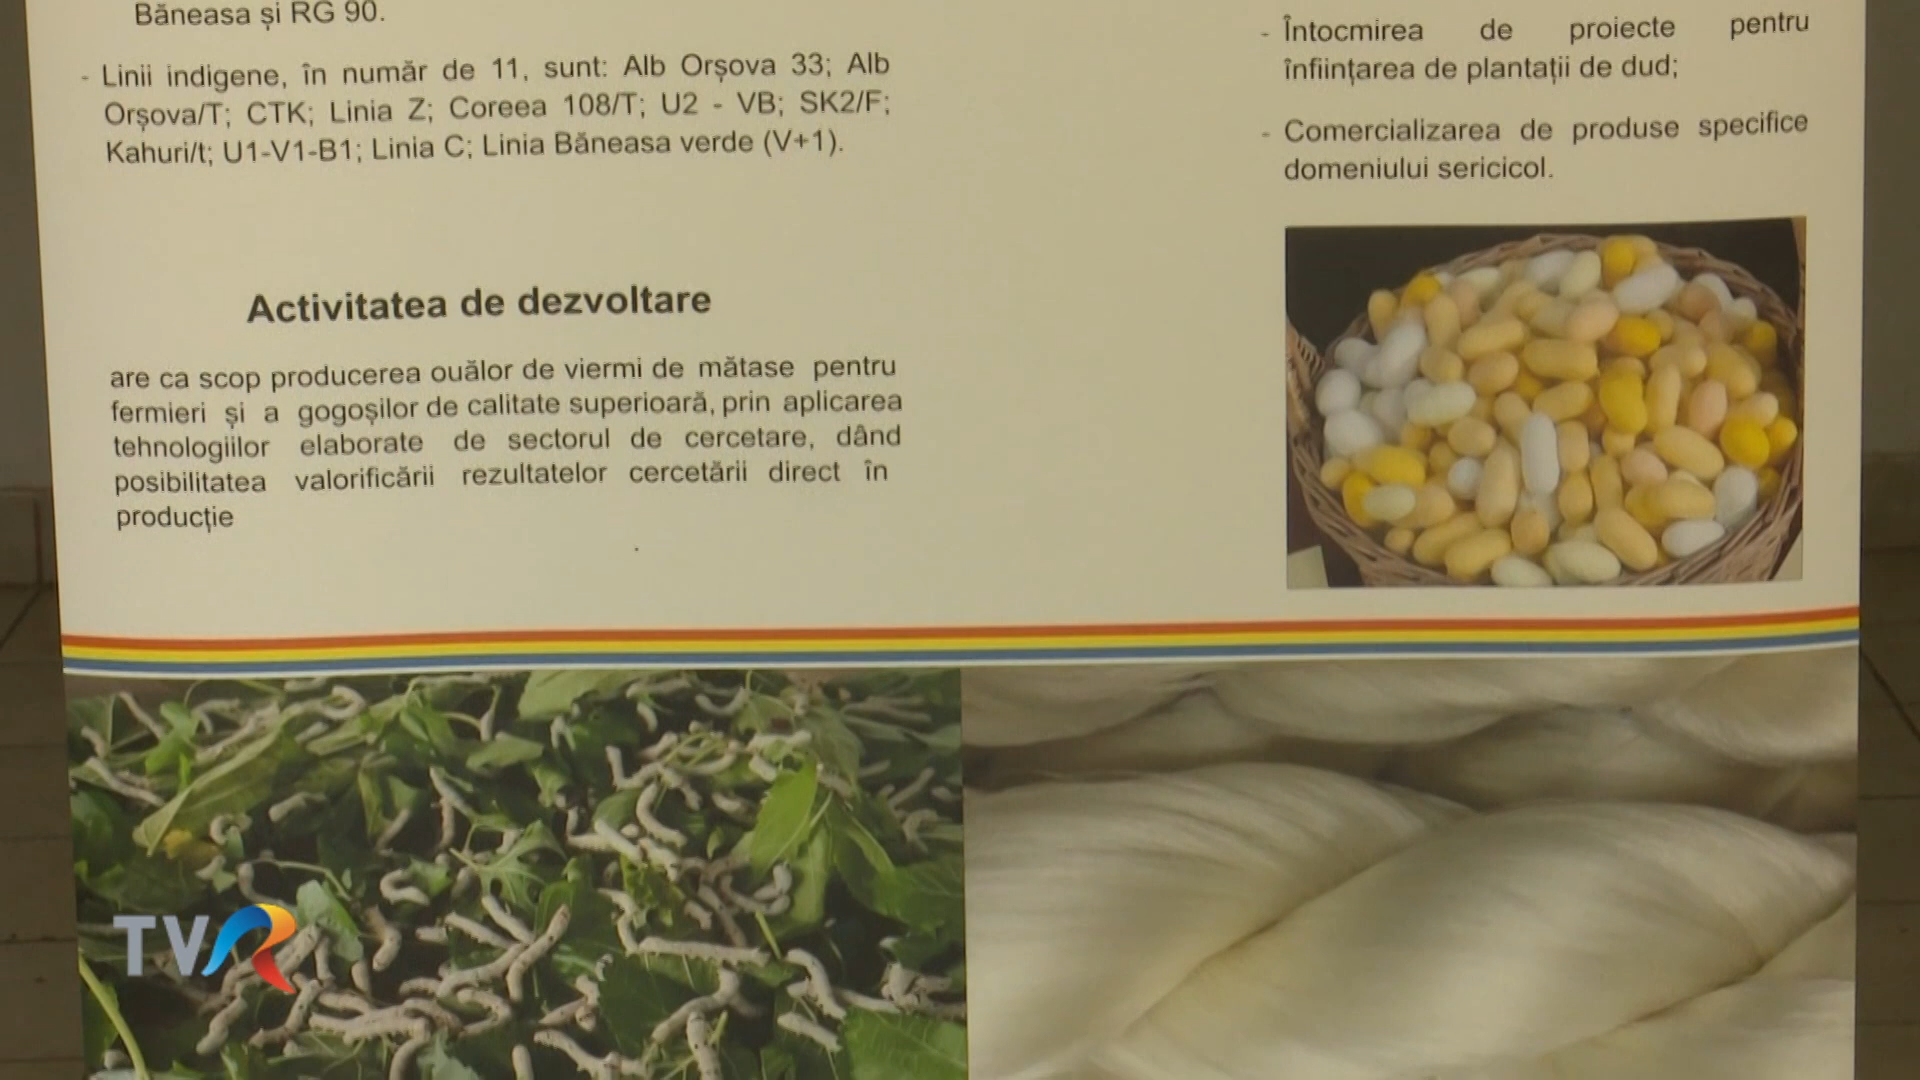 Băneasa și RG 90.
- Linii indigene, în număr de 11, sunt: Alb Orșova 33; Alb
Orșova/T; CTK; Linia Z; Coreea 108/T; U2 - VB; SK2/F;
Kahuri/t; U1-V1-B1; Linia C; Linia Băneasa verde (V+1).
Activitatea de dezvoltare
are ca scop producerea ouălor de viermi de mătase pentru
fermieri și a gogoșilor de calitate superioară, prin aplicarea
tehnologiilor elaborate de sectorul de cercetare, dând
posibilitatea valorificării rezultatelor cercetării direct în
producție
- Întocmirea de proiecte pentru
înființarea de plantații de dud;
- Comercializarea de produse specifice
domeniului sericicol.
TVR